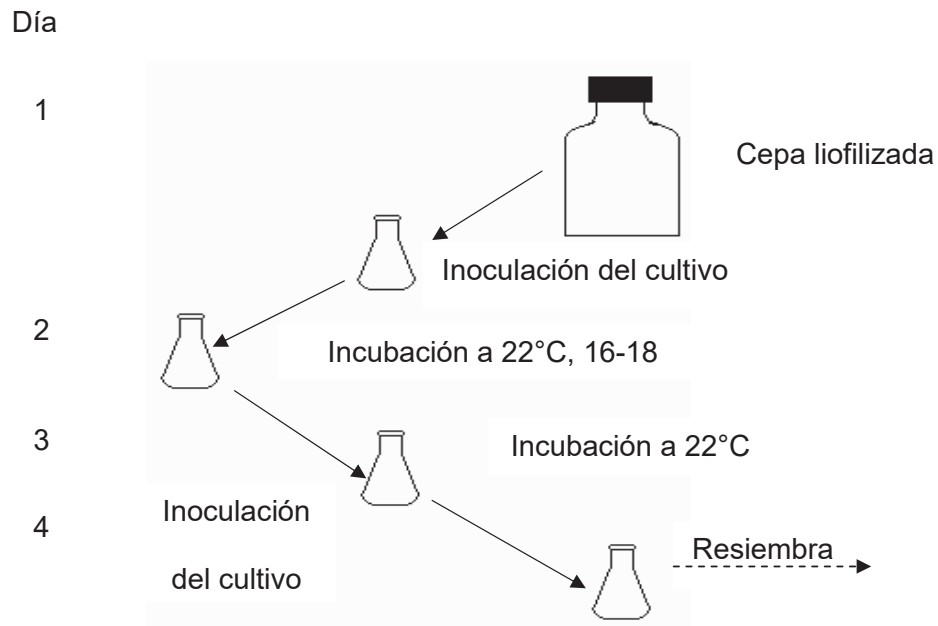 Día
1
Cepa liofilizada
Inoculación del cultivo
2
Incubación a 22°C, 16-18
3
Incubación a 22°C
Inoculación
4
del cultivo
Resiembra